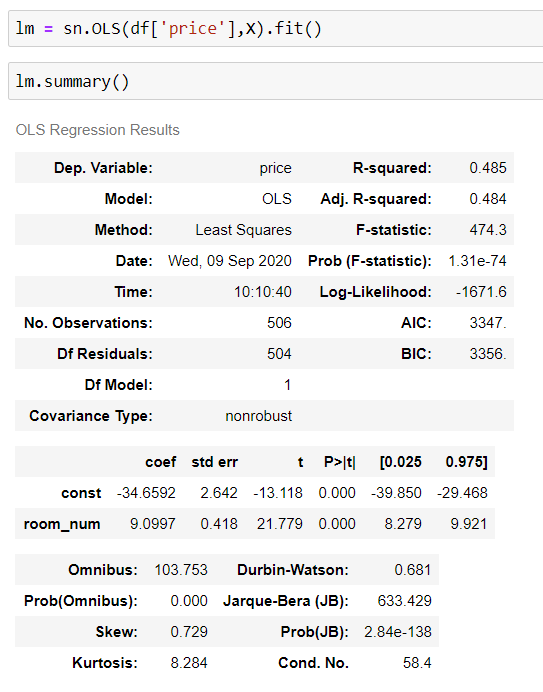 lm = sn.OLS(df['price'],X).fit()
lm.summary()
OLS Regression Results
Dep. Variable: price R-squared: 0.485
Model: OLS Adj. R-squared: 0.484
Method: Least Squares F-statistic: 474.3
Date: Wed, 09 Sep 2020 Prob (F-statistic): 1.31e-74
Time: 10:10:40 Log-Likelihood: -1671.6
No. Observations: 506 AIC: 3347.
Df Residuals: 504 BIC: 3356.
Df Model: 1
Covariance Type: nonrobust
coef std err t P>|t| [0.025 0.975]
const -34.6592 2.642 -13.118 0.000 -39.850 -29.468
room_num 9.0997 0.418 21.779 0.000 8.279 9.921
Omnibus: 103.753 Durbin-Watson: 0.681
Prob(Omnibus): 0.000 Jarque-Bera (JB): 633.429
Skew: 0.729 Prob(JB): 2.84e-138
Kurtosis: 8.284 Cond. No. 58.4